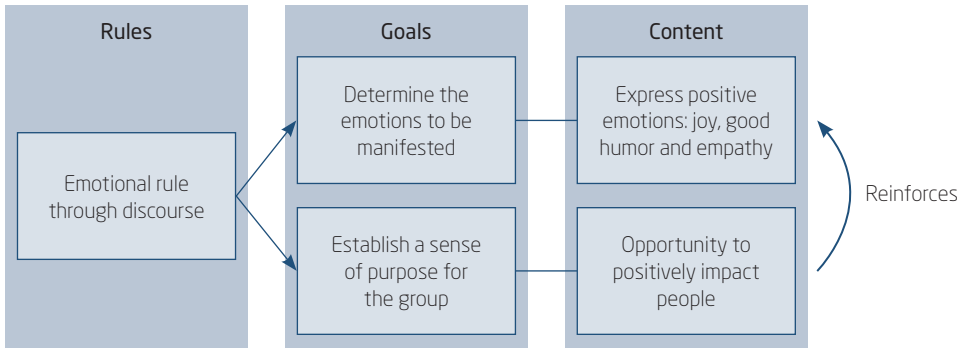 Rules
Emotional rule
through discourse
Goals
Determine the
emotions to be
manifested
Establish a sense
of purpose for
the group
Content
Express positive
emotions: joy, good
humor and empathy
Opportunity to
positively impact
people
Reinforces